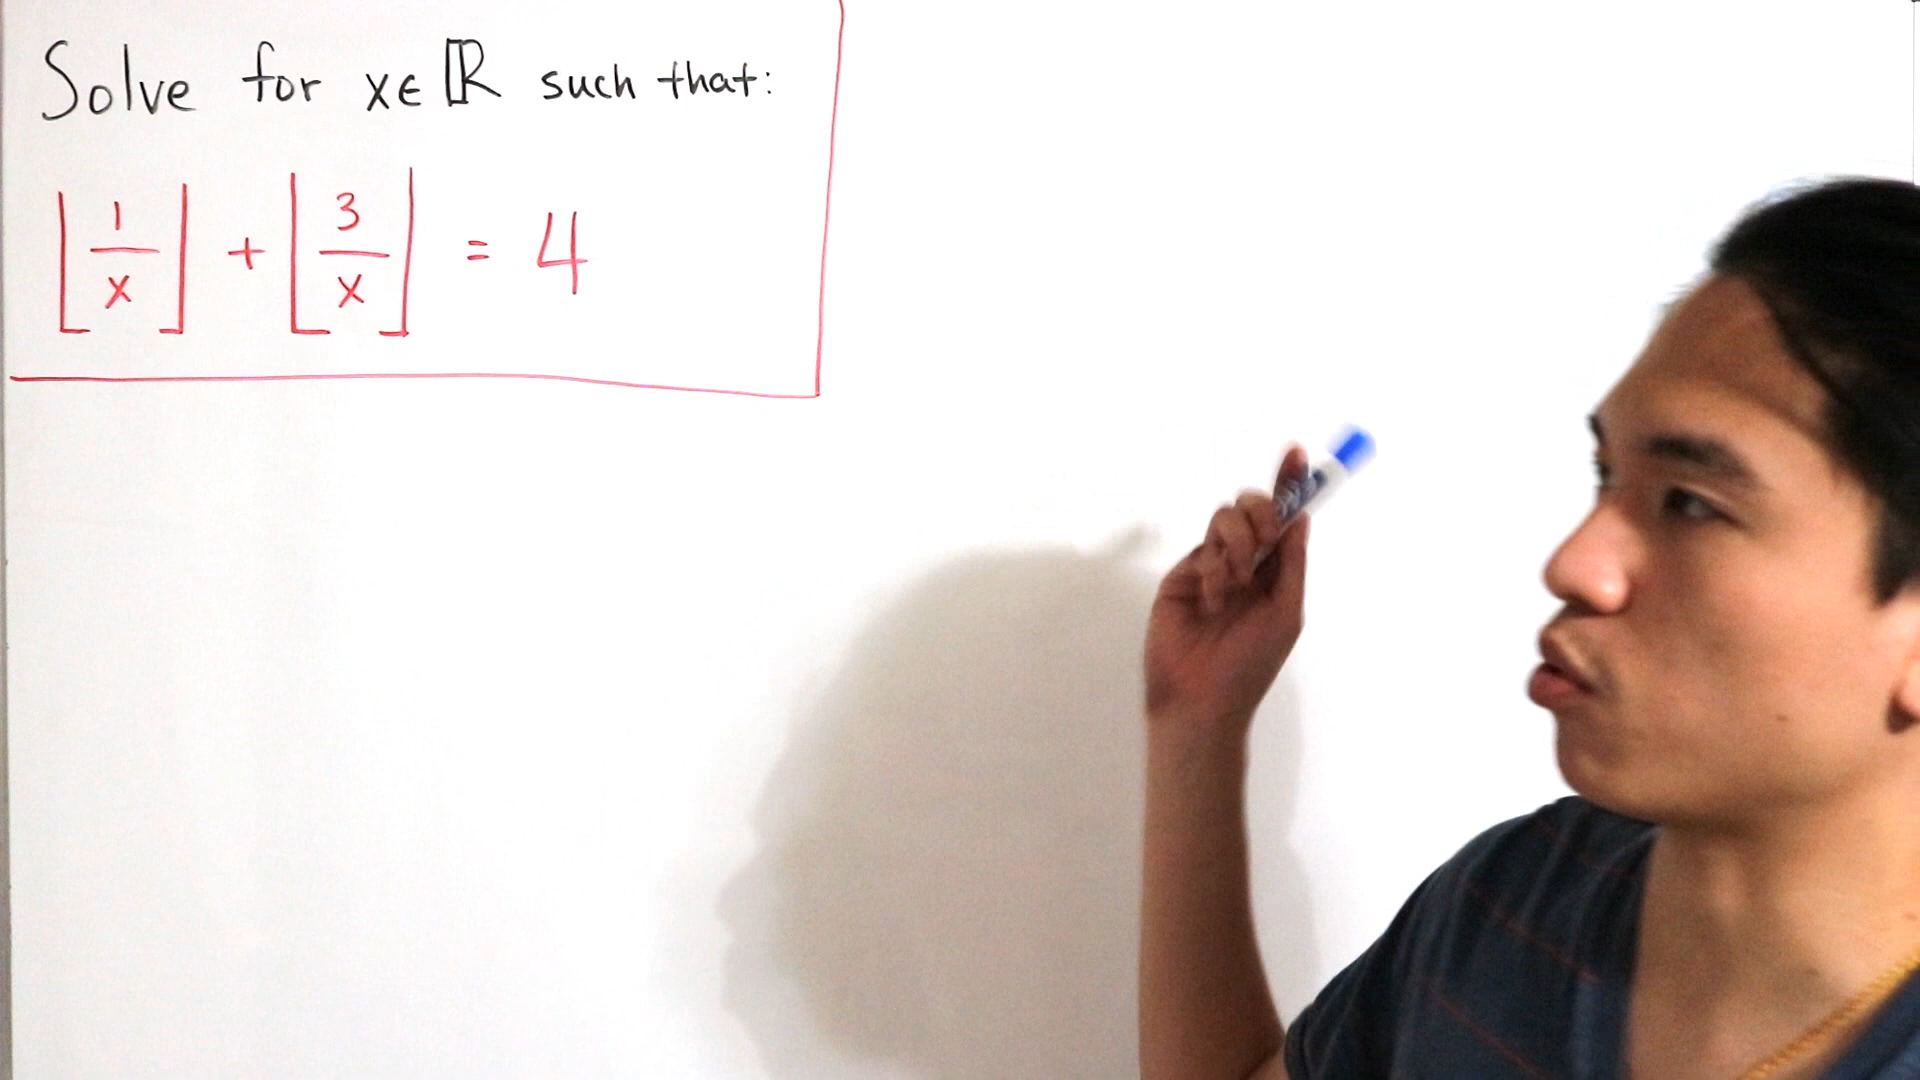 Solve for x∈ℝ such that:
⌊1/x⌋ + ⌊3/x⌋ = 4